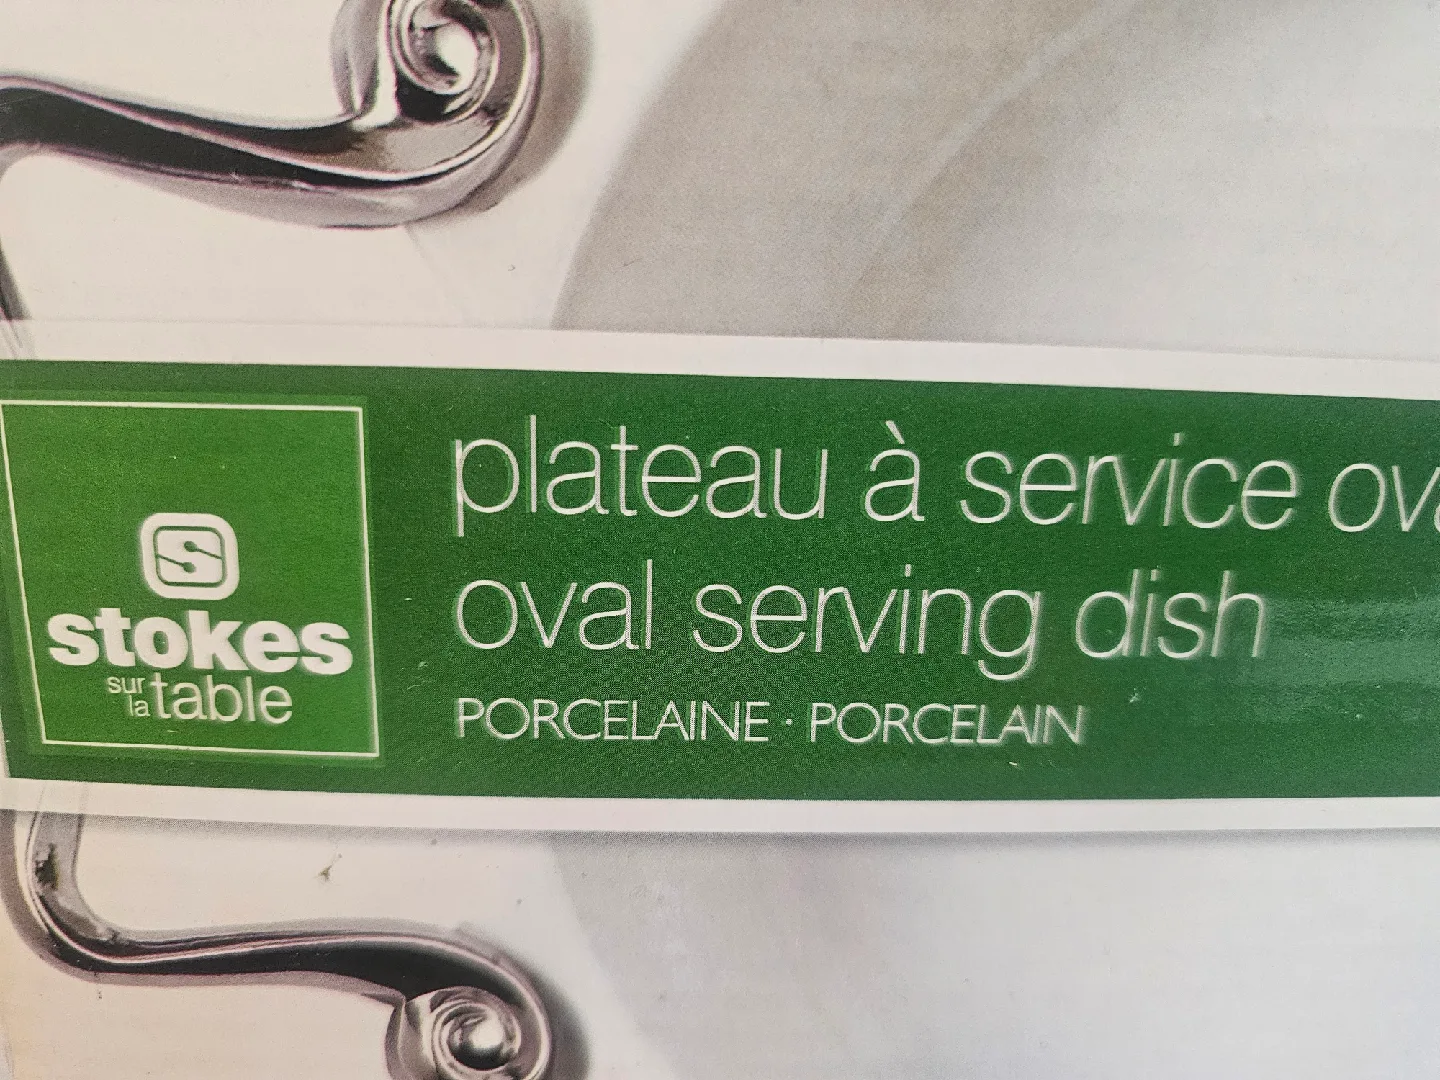 plateau à service
oval serving dish
PORCELAINE · PORCELAIN
S
stokes
sur la table